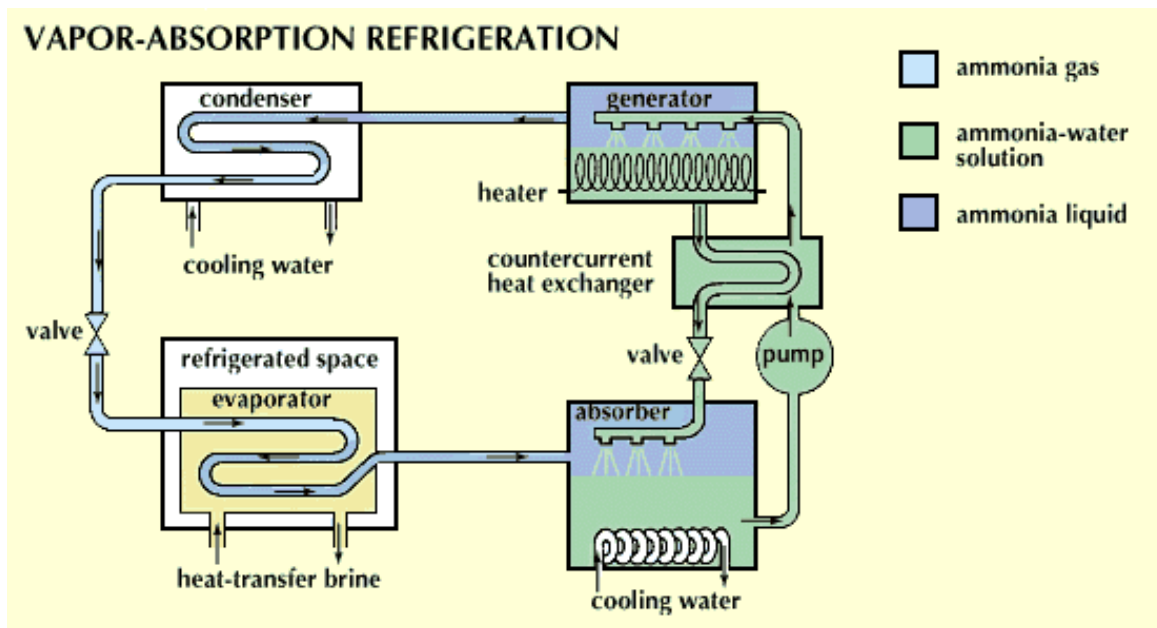 VAPOR-ABSORPTION REFRIGERATION
condenser
generator
ammonia gas
ammonia-water
solution
ammonia liquid
heater
cooling water
countercurrent
heat exchanger
valve
valve
pump
refrigerated space
evaporator
absorber
heat-transfer brine
cooling water